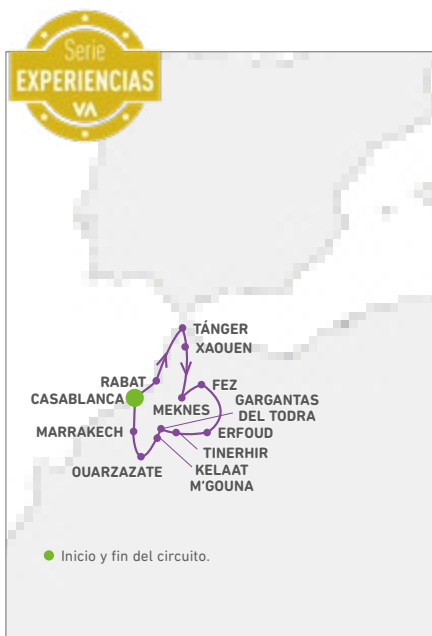 Serie
EXPERIENCIAS
VA
TÁNGER
XAOUEN
RABAT
FEZ
CASABLANCA
MEKNES
GARGANTAS
DEL TODRA
MARRAKECH
ERFOUD
TINERHIR
OUARZAZATE
KELAAT
M'GOUNA
Inicio y fin del circuito.